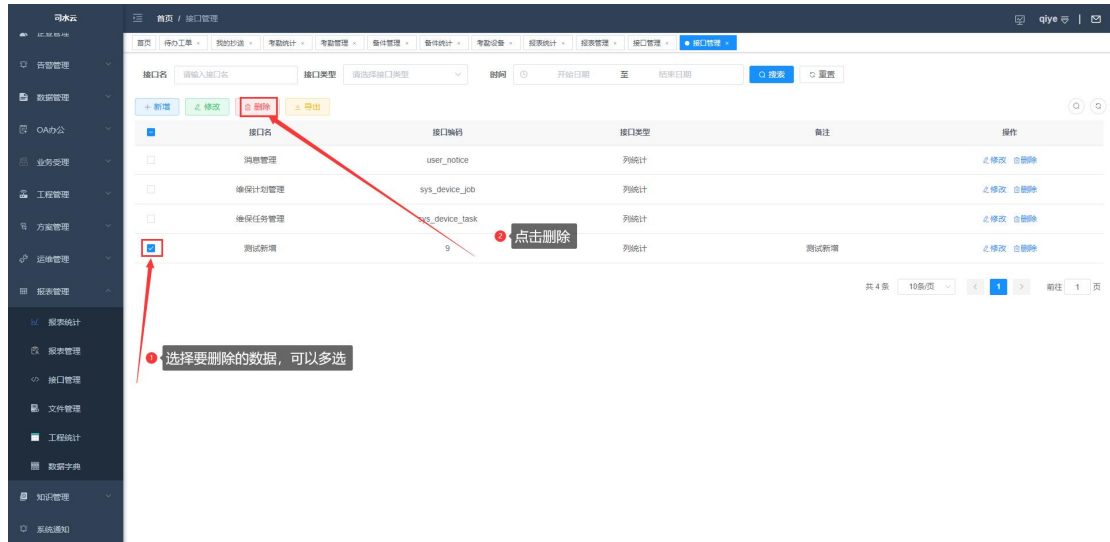 司水云
首页 / 接口管理
qiye
首页 待办工单 × 我的抄送 × 考勤统计 × 考勤管理 × 备件管理 × 备件统计 × 考勤设备 × 报表统计 × 报表管理 × 接口管理 × 接口管理 ×
告警管理
数据管理
OA办公
业务受理
工程管理
方案管理
运维管理
报表管理
报表统计
报表管理
接口管理
文件管理
工程统计
数据字典
知识管理
系统通知
接口名 请输入接口名 接口类型 请选择接口类型 时间 开始日期 至 结束日期 搜索 重置
+ 新增 修改 删除 导出
接口名 接口编码 接口类型 备注 操作
消息管理 user_notice 列统计 修改 删除
维保计划管理 sys_device_job 列统计 修改 删除
维保任务管理 sys_device_task 列统计 修改 删除
测试新增 9 列统计 测试新增 修改 删除
2 点击删除
共 4 条 10条/页 < 1 > 前往 1 页
1 选择要删除的数据，可以多选